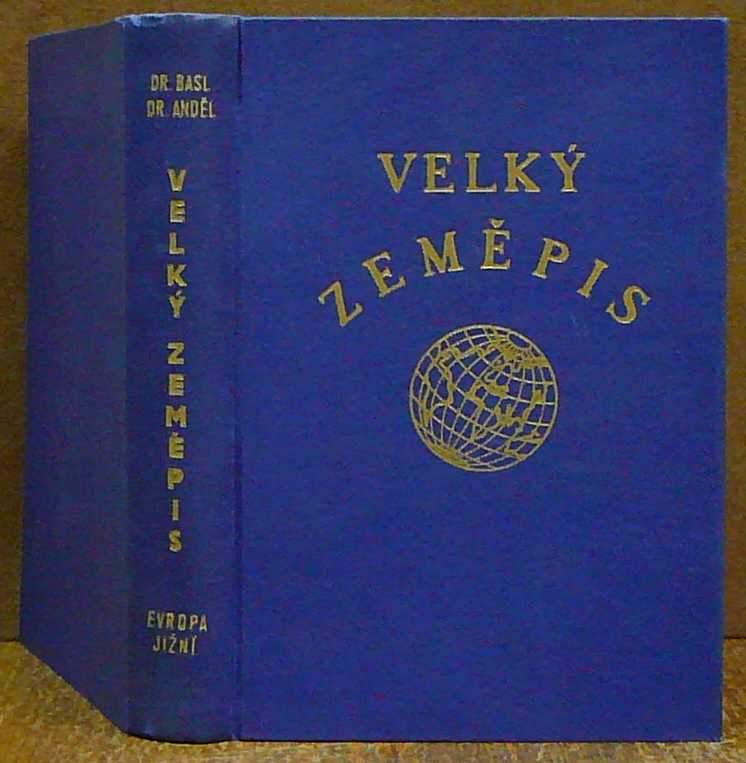 DR. BASL
DR. ANDĚL
VELKÝ ZEMĚPIS
EVROPA
JIŽNÍ
VELKÝ
ZEMĚPIS